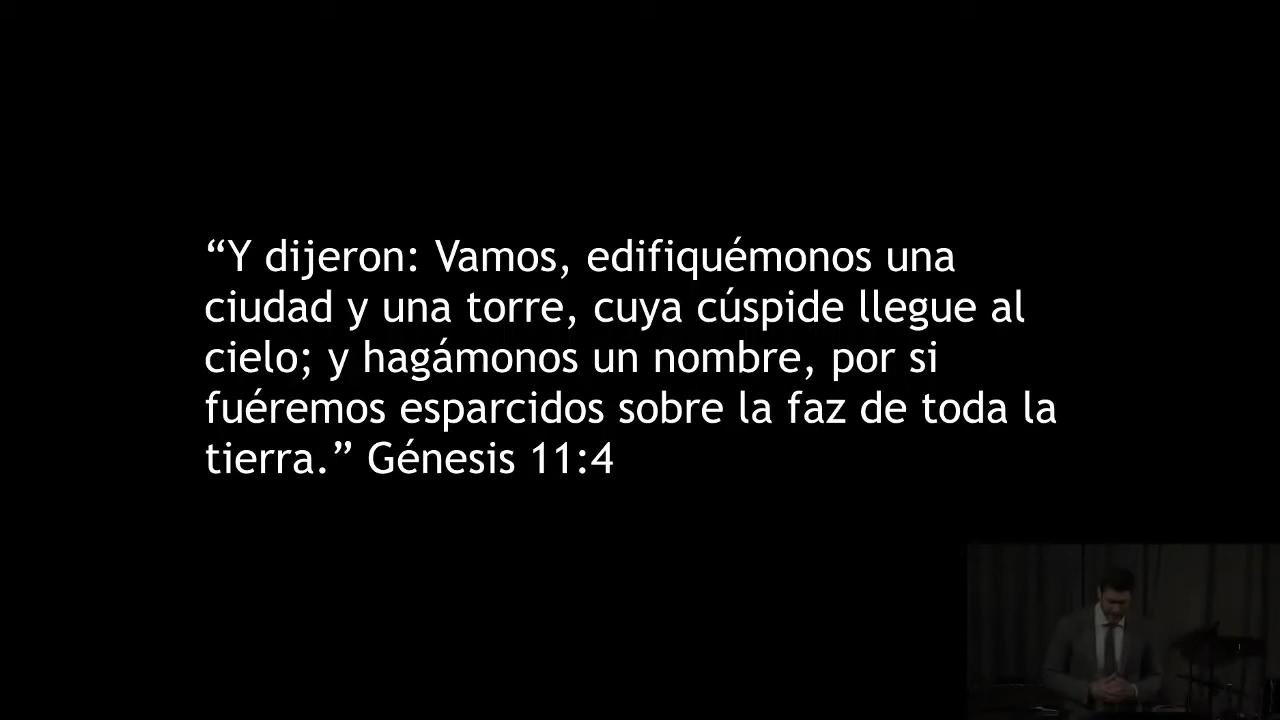 “Y dijeron: Vamos, edifiquémonos una
ciudad y una torre, cuya cúspide llegue al
cielo; y hagámonos un nombre, por si
fuéremos esparcidos sobre la faz de toda la
tierra.” Génesis 11:4